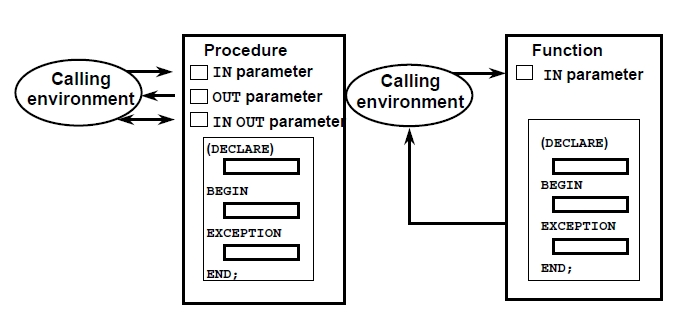 Procedure
Calling
environment
IN parameter
OUT parameter
IN OUT parameter
(DECLARE)
BEGIN
EXCEPTION
END;
Calling
environment
Function
IN parameter
(DECLARE)
BEGIN
EXCEPTION
END;